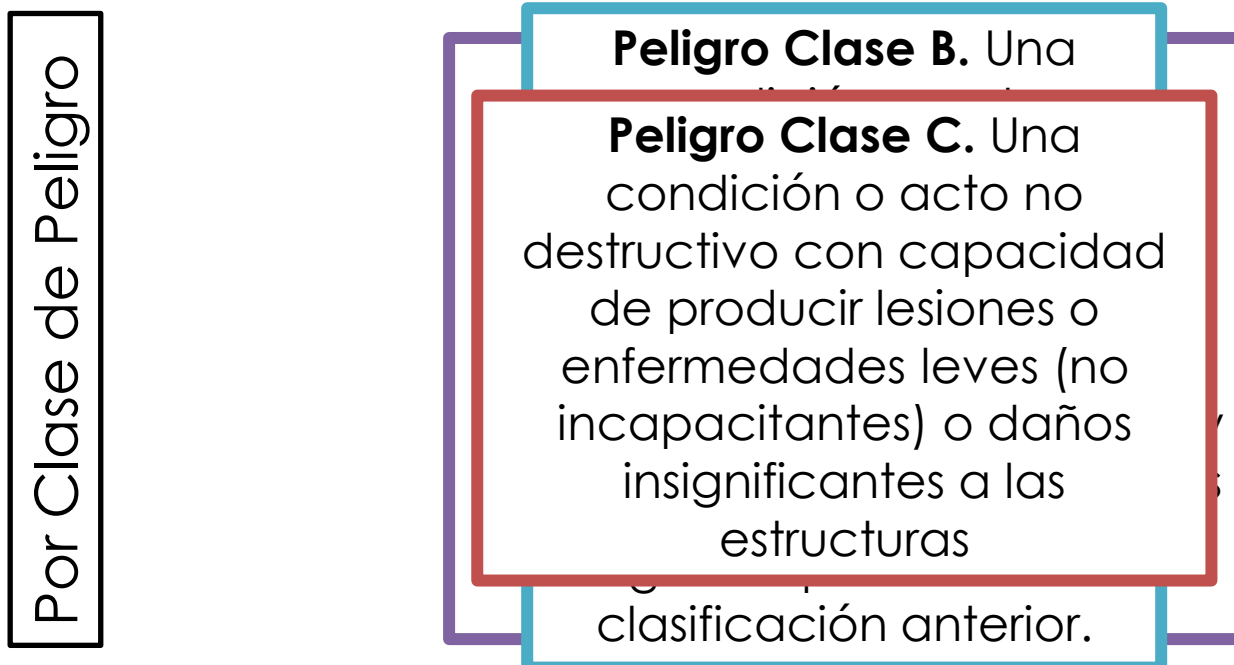 Por Clase de Peligro
Peligro Clase B. Una
Peligro Clase C. Una
condición o acto no
destructivo con capacidad
de producir lesiones o
enfermedades leves (no
incapacitantes) o daños
insignificantes a las
estructuras
clasificación anterior.